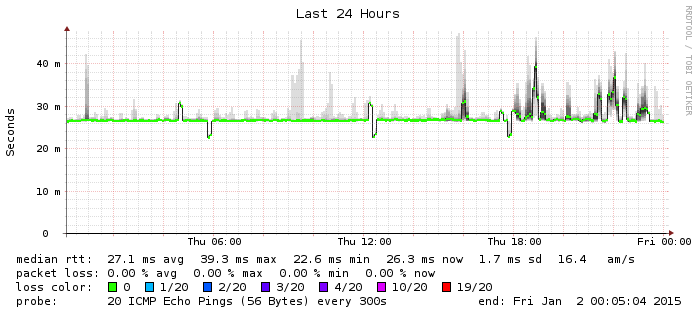 Last 24 Hours
RRDTOOL / TOBI OETIKER
Seconds
40 m
30 m
20 m
10 m
0
Thu 06:00 Thu 12:00 Thu 18:00 Fri 00:00
median rtt: 27.1 ms avg 39.3 ms max 22.6 ms min 26.3 ms now 1.7 ms sd 16.4 am/s
packet loss: 0.00 % avg 0.00 % max 0.00 % min 0.00 % now
loss color: 0 1/20 2/20 3/20 4/20 10/20 19/20
probe: 20 ICMP Echo Pings (56 Bytes) every 300s end: Fri Jan 2 00:05:04 2015